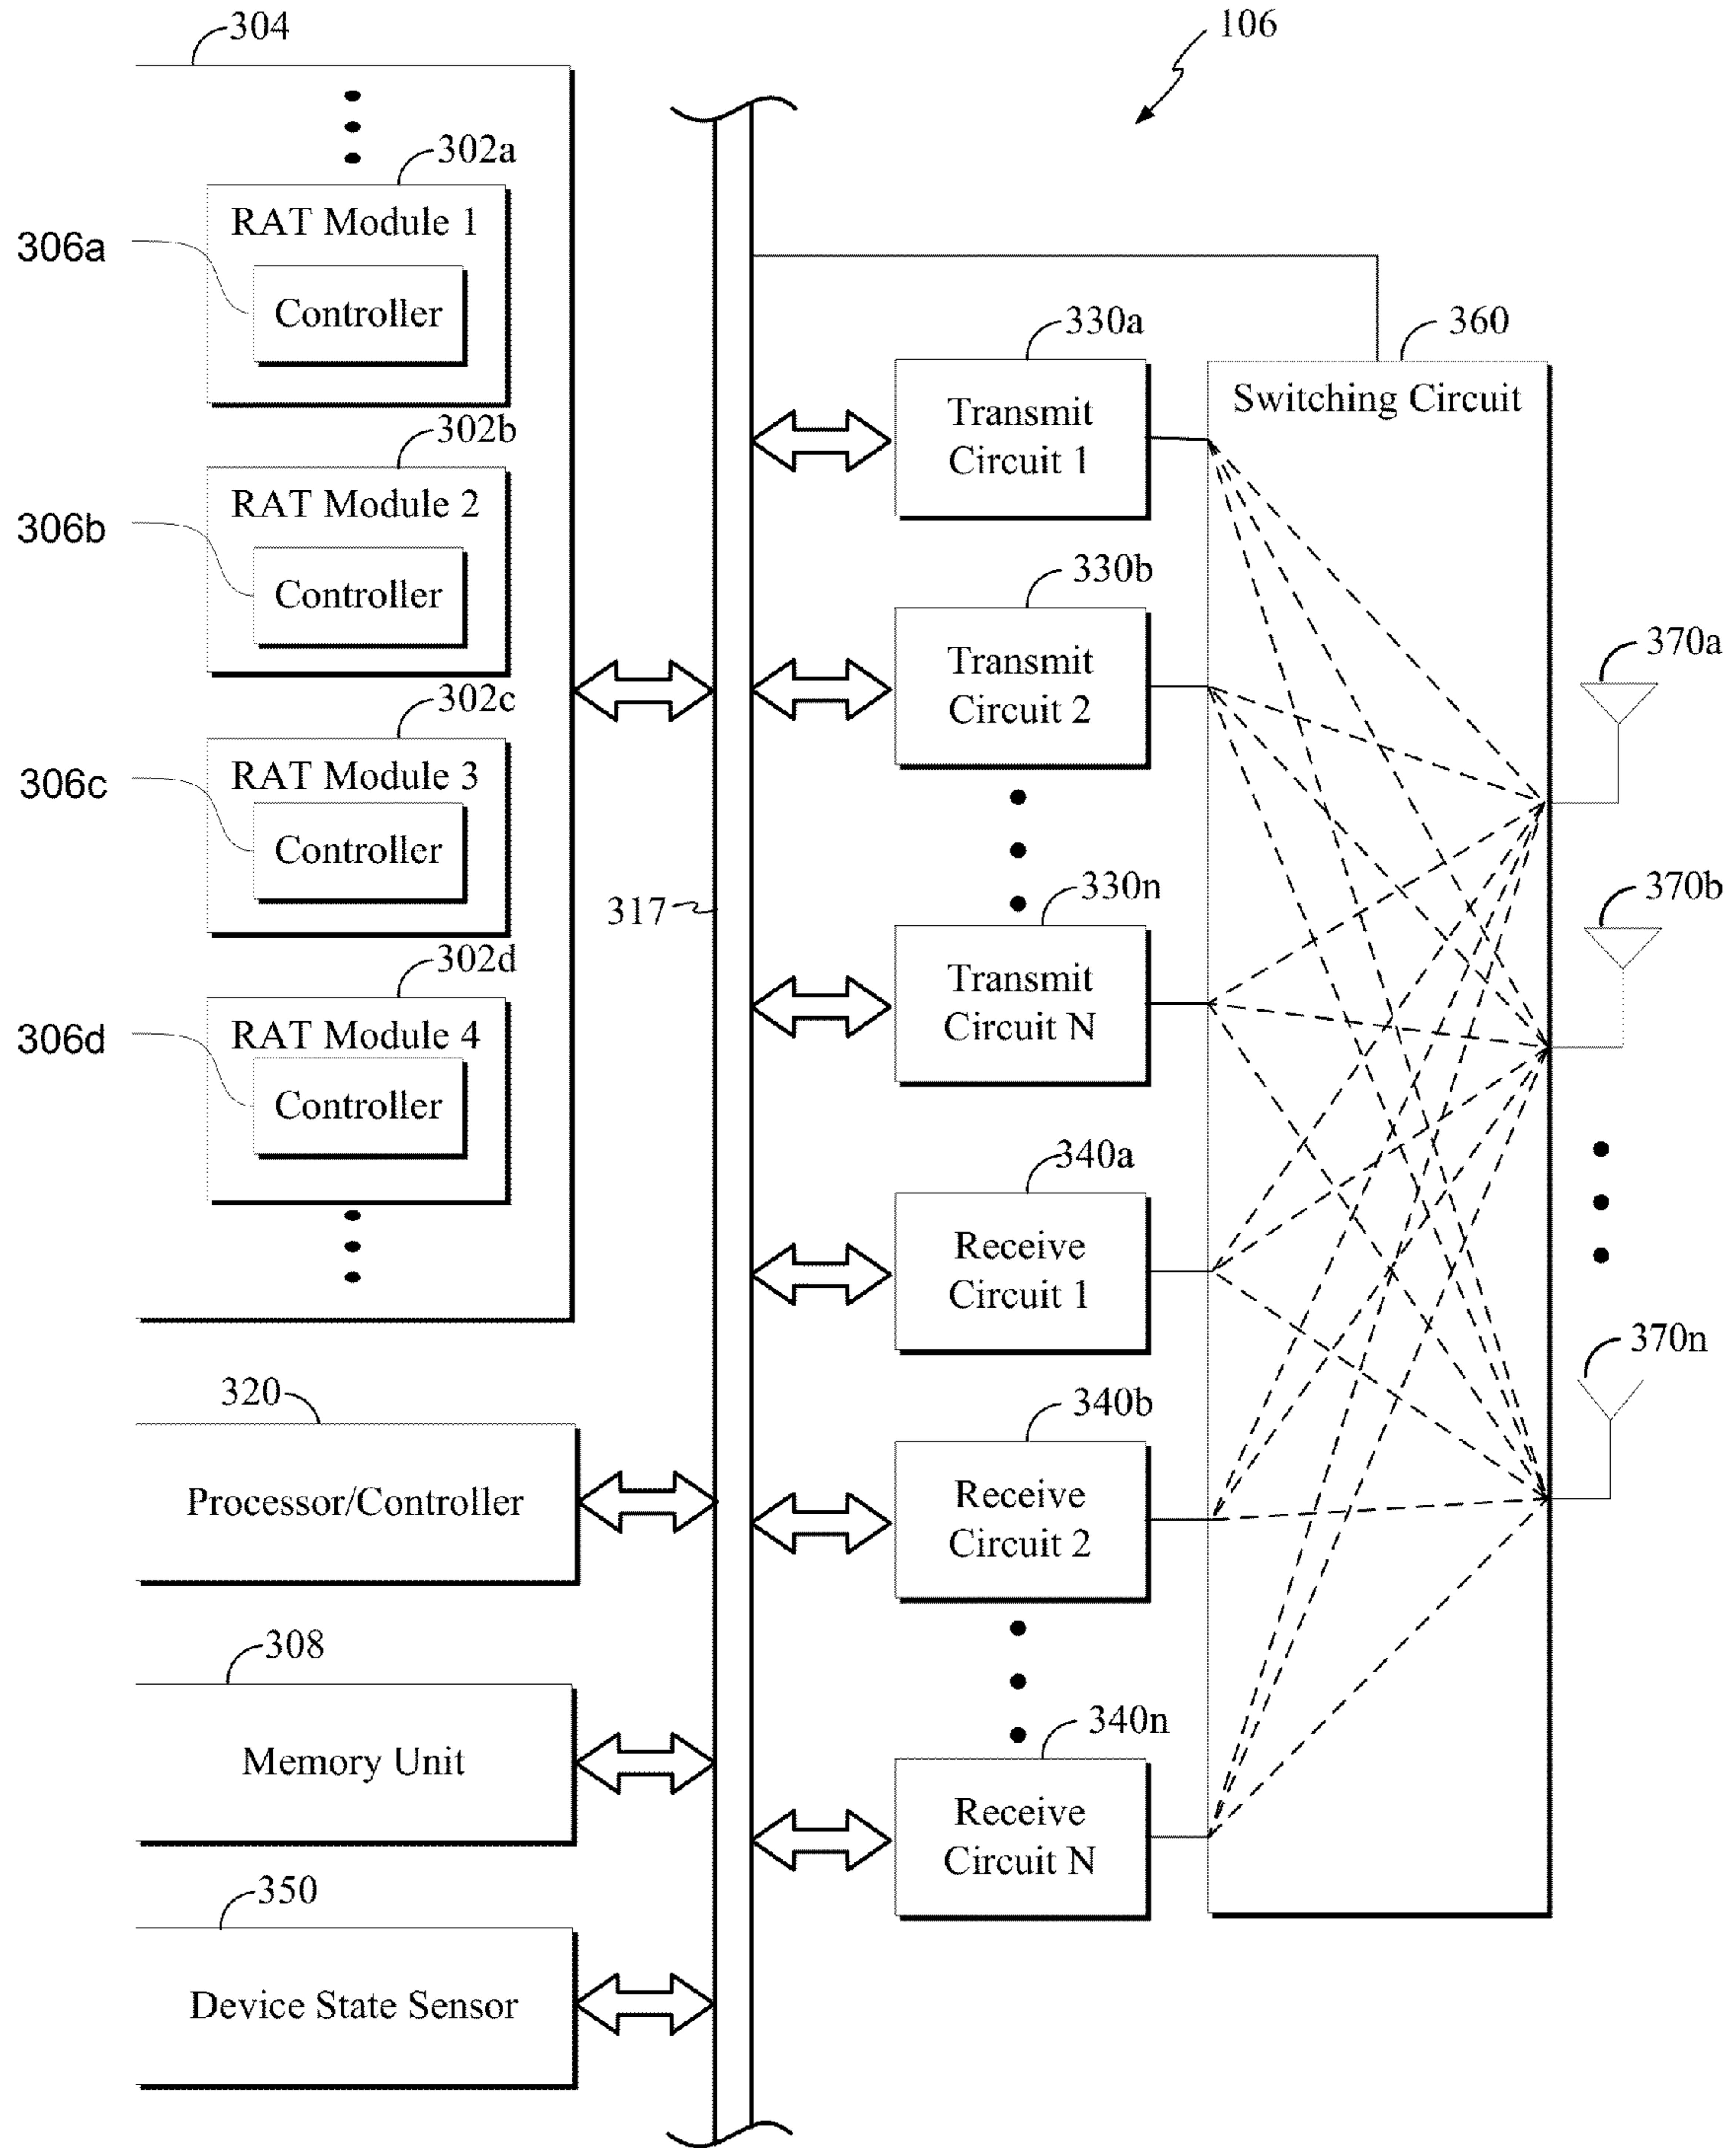 304
106
302a
RAT Module 1
306a
Controller
302b
RAT Module 2
306b
Controller
302c
RAT Module 3
306c
Controller
302d
RAT Module 4
306d
Controller
320
Processor/Controller
308
Memory Unit
350
Device State Sensor
317
330a
Transmit
Circuit 1
330b
Transmit
Circuit 2
330n
Transmit
Circuit N
340a
Receive
Circuit 1
340b
Receive
Circuit 2
340n
Receive
Circuit N
360
Switching Circuit
370a
370b
370n